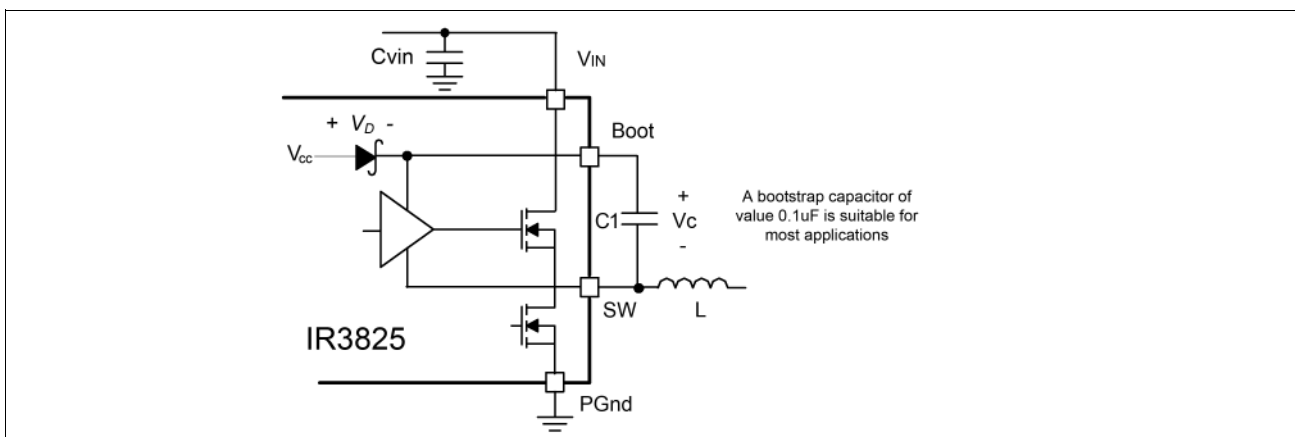 Cvin
VIN
+ VD -
Boot
Vcc
+
C1
Vc
-
A bootstrap capacitor of
value 0.1uF is suitable for
most applications
SW
L
IR3825
PGnd